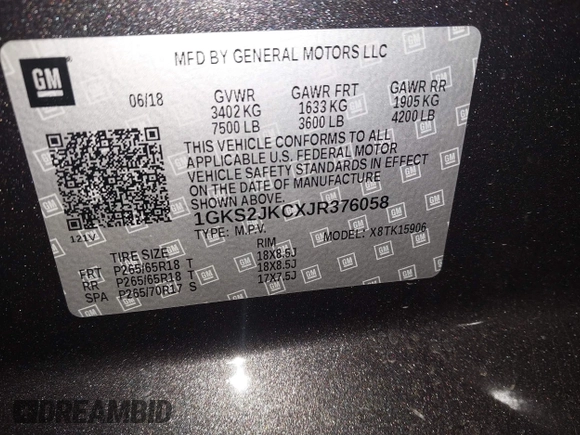 GM
MFD BY GENERAL MOTORS LLC
06/18 GVWR GAWR FRT GAWR RR
3402 KG 1633 KG 1905 KG
7500 LB 3600 LB 4200 LB
THIS VEHICLE CONFORMS TO ALL
APPLICABLE U.S. FEDERAL MOTOR
VEHICLE SAFETY STANDARDS IN EFFECT
ON THE DATE OF MANUFACTURE
SHOWN ABOVE.
1GKS2JKCXJR376058
121V TYPE: M.P.V. MODEL: X8TK15906
TIRE SIZE RIM
FRT P265/65R18 T 18X8.5J
RR P265/65R18 T 18X8.5J
SPA P265/70R17 S 17X7.5J
DREAMBID